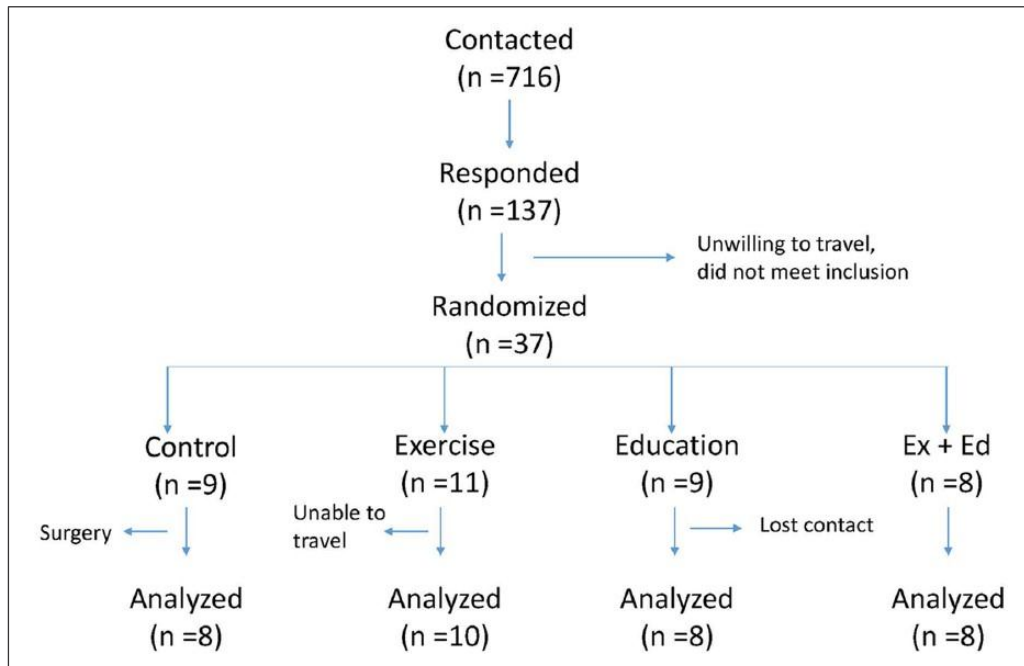 Contacted
(n =716)
Responded
(n =137)
Unwilling to travel,
did not meet inclusion
Randomized
(n =37)
Control
(n =9)
Exercise
(n =11)
Education
(n =9)
Ex + Ed
(n =8)
Surgery
Unable to
travel
Lost contact
Analyzed
(n =8)
Analyzed
(n =10)
Analyzed
(n =8)
Analyzed
(n =8)